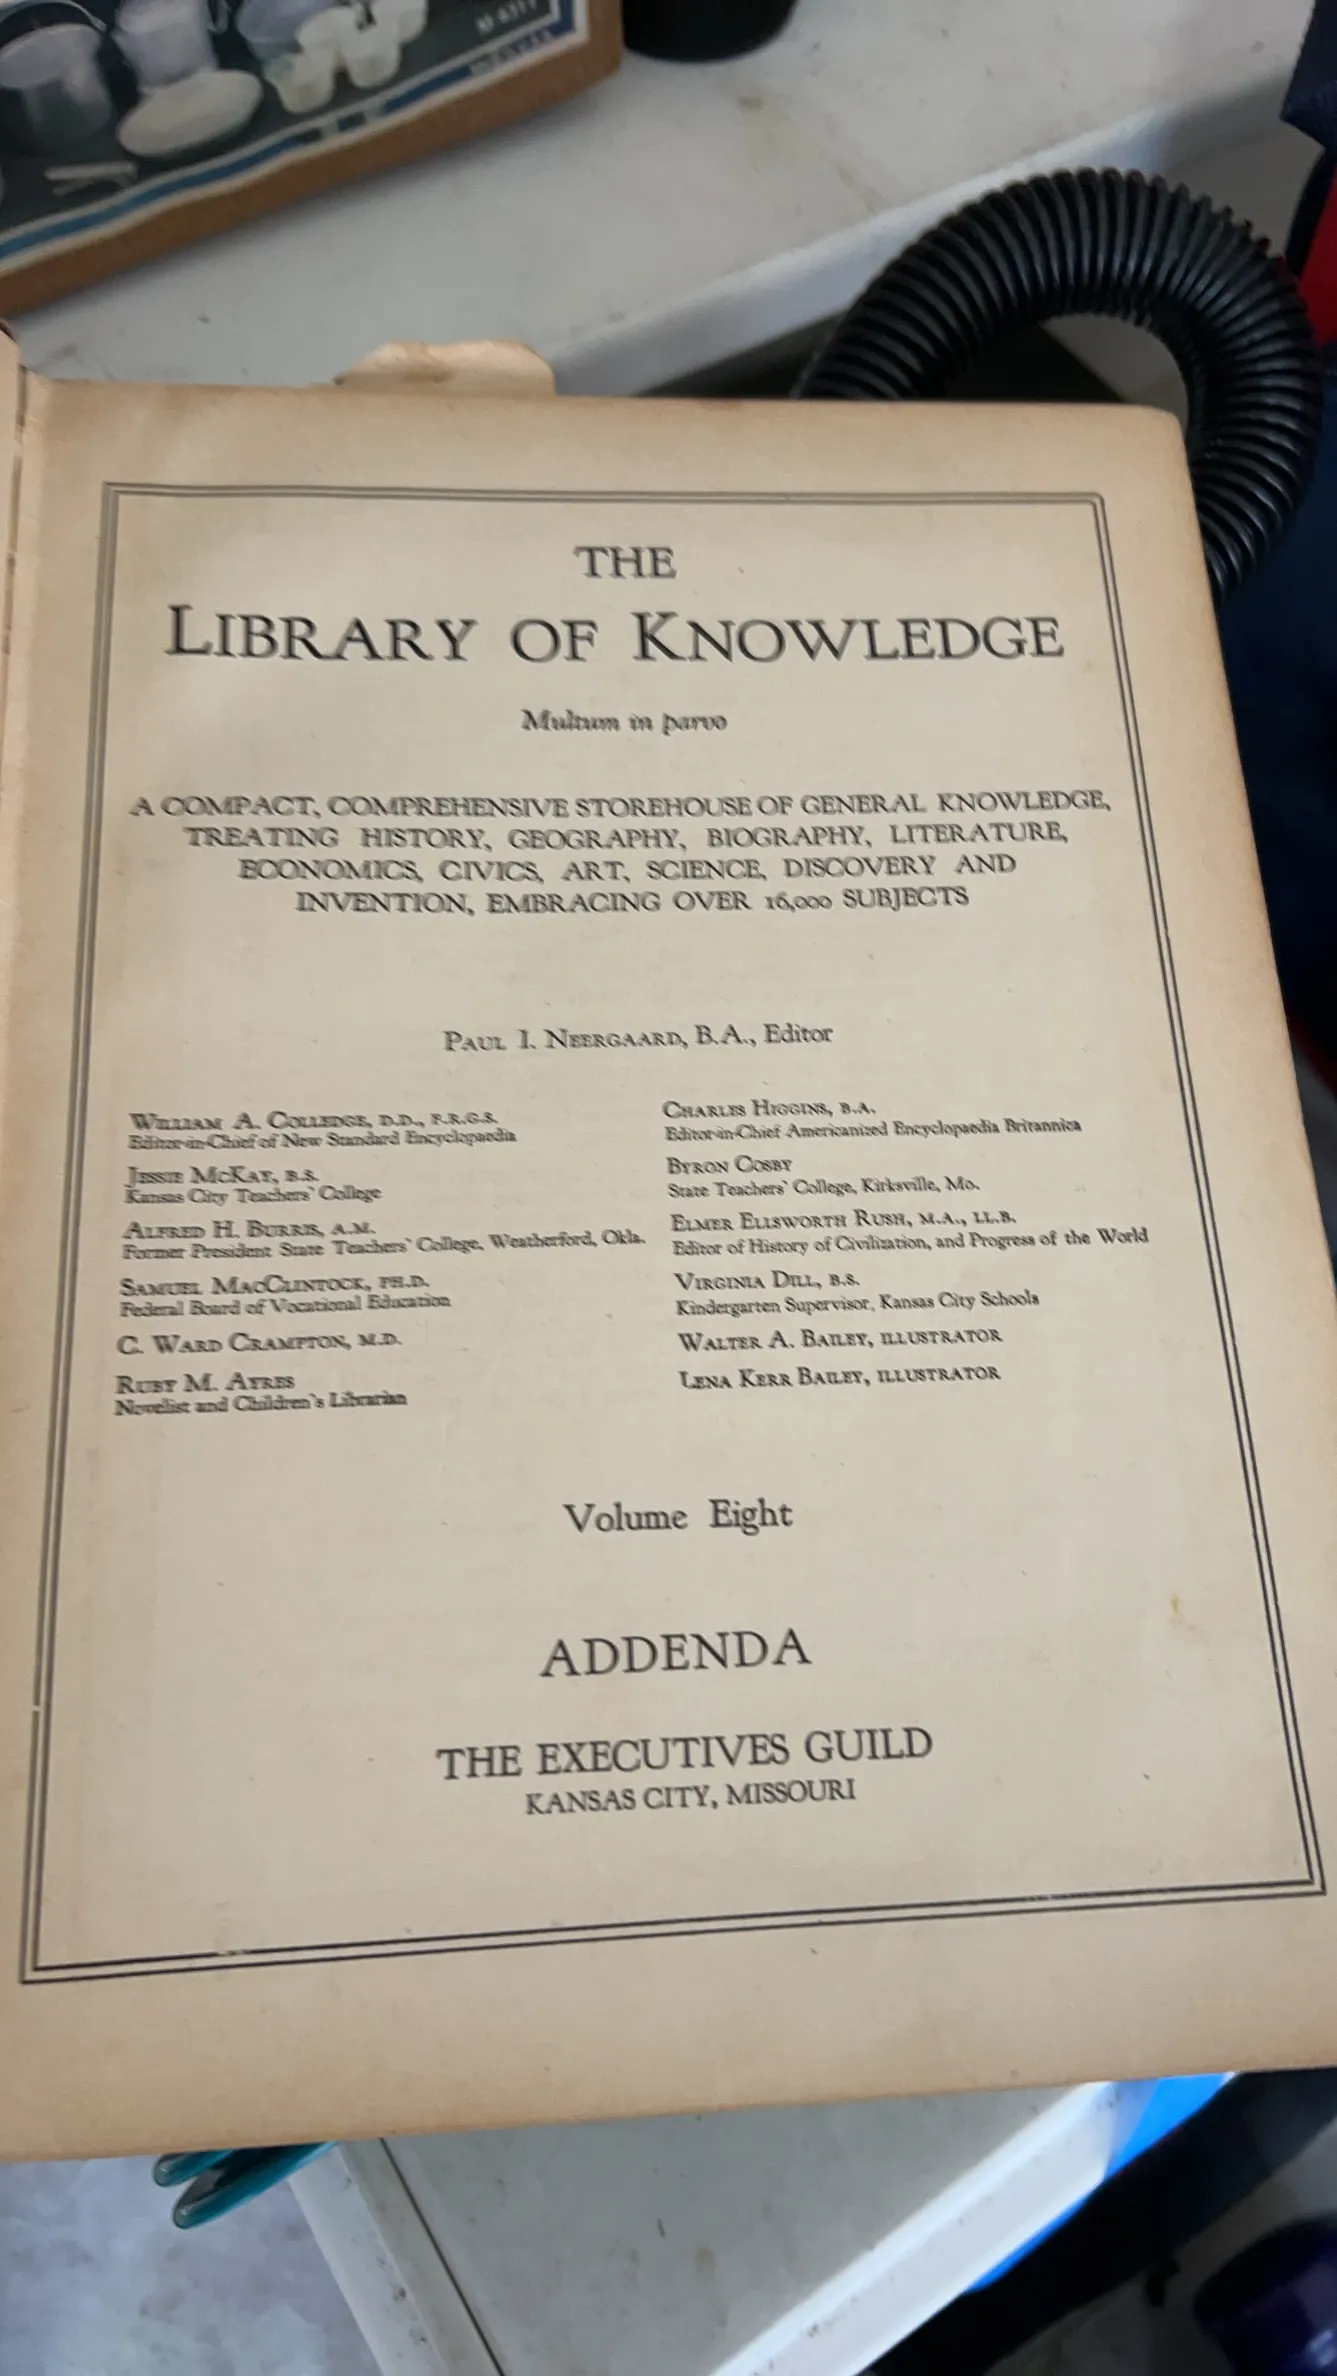 THE
LIBRARY OF KNOWLEDGE
Multum in parvo
A COMPACT, COMPREHENSIVE STOREHOUSE OF GENERAL KNOWLEDGE,
TREATING HISTORY, GEOGRAPHY, BIOGRAPHY, LITERATURE,
ECONOMICS, CIVICS, ART, SCIENCE, DISCOVERY AND
INVENTION, EMBRACING OVER 16,000 SUBJECTS
PAUL I. NEERGAARD, B.A., Editor
WILLIAM A. COLLEDGE, D.D., F.R.G.S.
Editor-in-Chief of New Standard Encyclopaedia
JESSIE MCKAY, B.S.
Kansas City Teachers' College
ALFRED H. BURRIS, A.M.
Former President State Teachers' College, Weatherford, Okla.
SAMUEL MACCLINTOCK, PH.D.
Federal Board of Vocational Education
C. WARD CRAMPTON, M.D.
RUBY M. AYRES
Novelist and Children's Librarian
CHARLES HIGGINS, B.A.
Editor-in-Chief Americanized Encyclopaedia Britannica
BYRON COSBY
State Teachers' College, Kirksville, Mo.
ELMER ELLSWORTH RUSH, M.A., LL.B.
Editor of History of Civilization, and Progress of the World
VIRGINIA DILL, B.S.
Kindergarten Supervisor, Kansas City Schools
WALTER A. BAILEY, ILLUSTRATOR
LENA KERR BAILEY, ILLUSTRATOR
Volume Eight
ADDENDA
THE EXECUTIVES GUILD
KANSAS CITY, MISSOURI